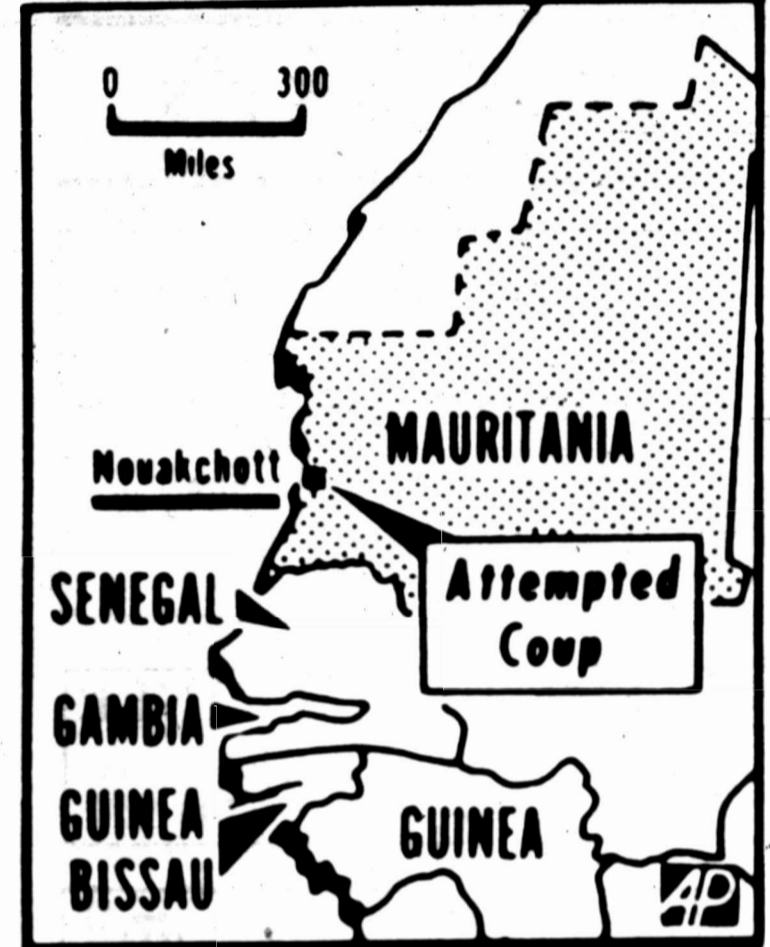 0 300
Miles
MAURITANIA
Nouakchott
Attempted
Coup
SENEGAL
GAMBIA
GUINEA
BISSAU
GUINEA
AP